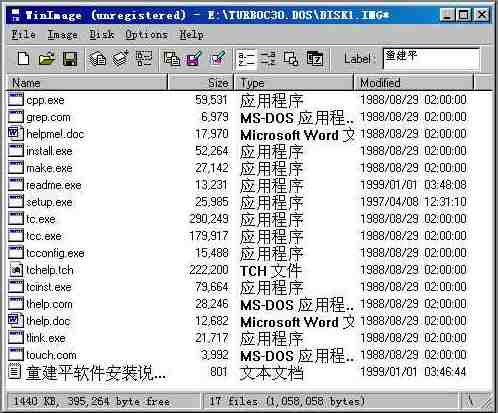 WinImage (unregistered) - E:\TURBOC30.DOS\DISK1.IMG*
File Image Disk Options Help
Label: 童建平
Name Size Type Modified
cpp.exe 59,531 应用程序 1988/08/29 02:00:00
grep.com 6,979 MS-DOS 应用程.. 1988/08/29 02:00:00
helpmel.doc 17,970 Microsoft Word 文 1988/08/29 02:00:00
install.exe 52,264 应用程序 1988/08/29 02:00:00
make.exe 27,142 应用程序 1988/08/29 02:00:00
readme.exe 13,231 应用程序 1999/01/01 03:48:08
setup.exe 25,985 应用程序 1997/04/08 12:31:10
tc.exe 290,249 应用程序 1988/08/29 02:00:00
tcc.exe 179,917 应用程序 1988/08/29 02:00:00
tcconfig.exe 15,488 应用程序 1988/08/29 02:00:00
tchelp.tch 222,200 TCH 文件 1988/08/29 02:00:00
tcinst.exe 79,664 应用程序 1988/08/29 02:00:00
thelp.com 28,246 MS-DOS 应用程.. 1988/08/29 02:00:00
thelp.doc 12,682 Microsoft Word 文 1988/08/29 02:00:00
tlink.exe 21,717 应用程序 1988/08/29 02:00:00
touch.com 3,992 MS-DOS 应用程.. 1988/08/29 02:00:00
童建平软件安装说... 801 文本文档 1999/01/01 03:46:44
1440 KB, 395,264 byte free 17 files (1,058,058 bytes)